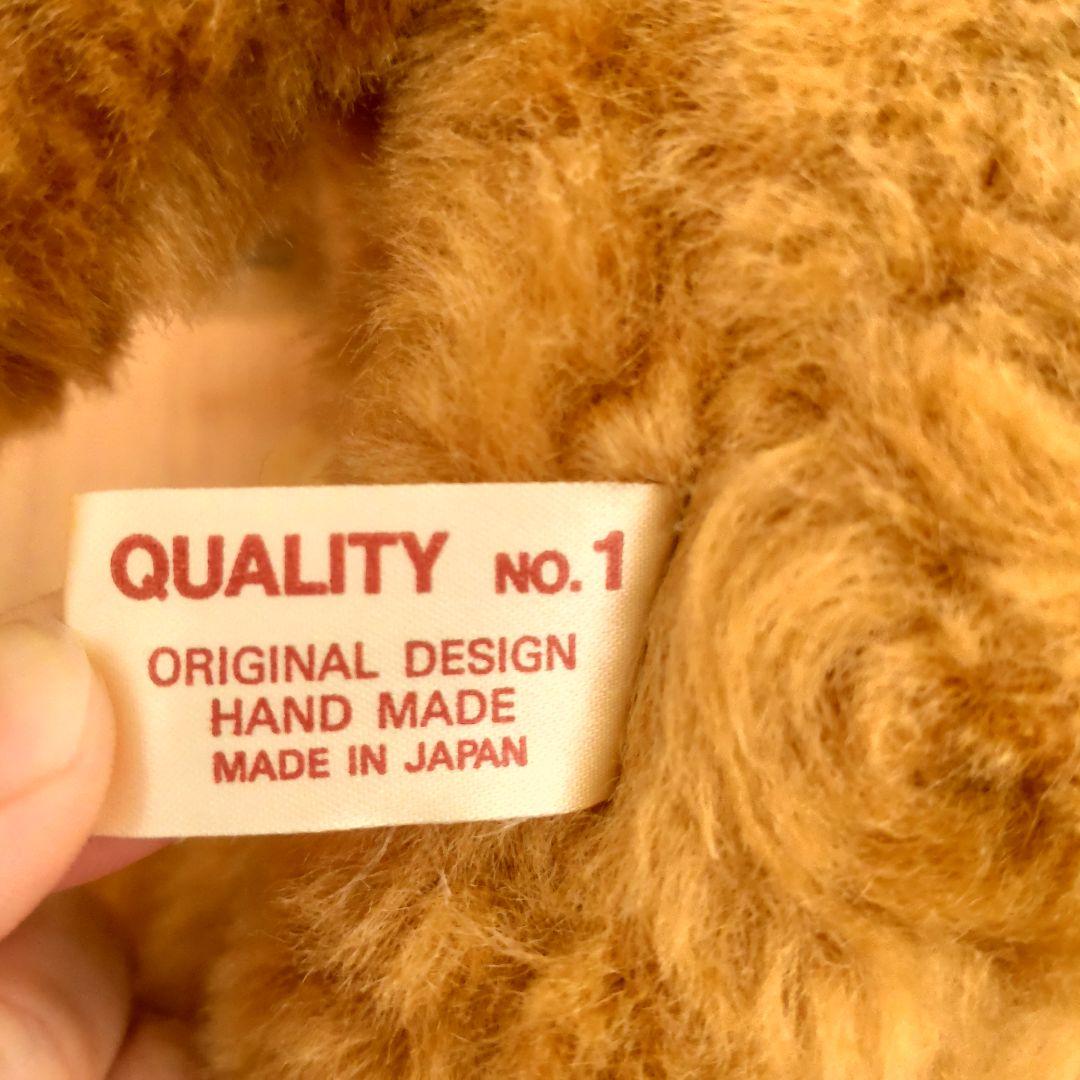 QUALITY NO.1
ORIGINAL DESIGN
HAND MADE
MADE IN JAPAN